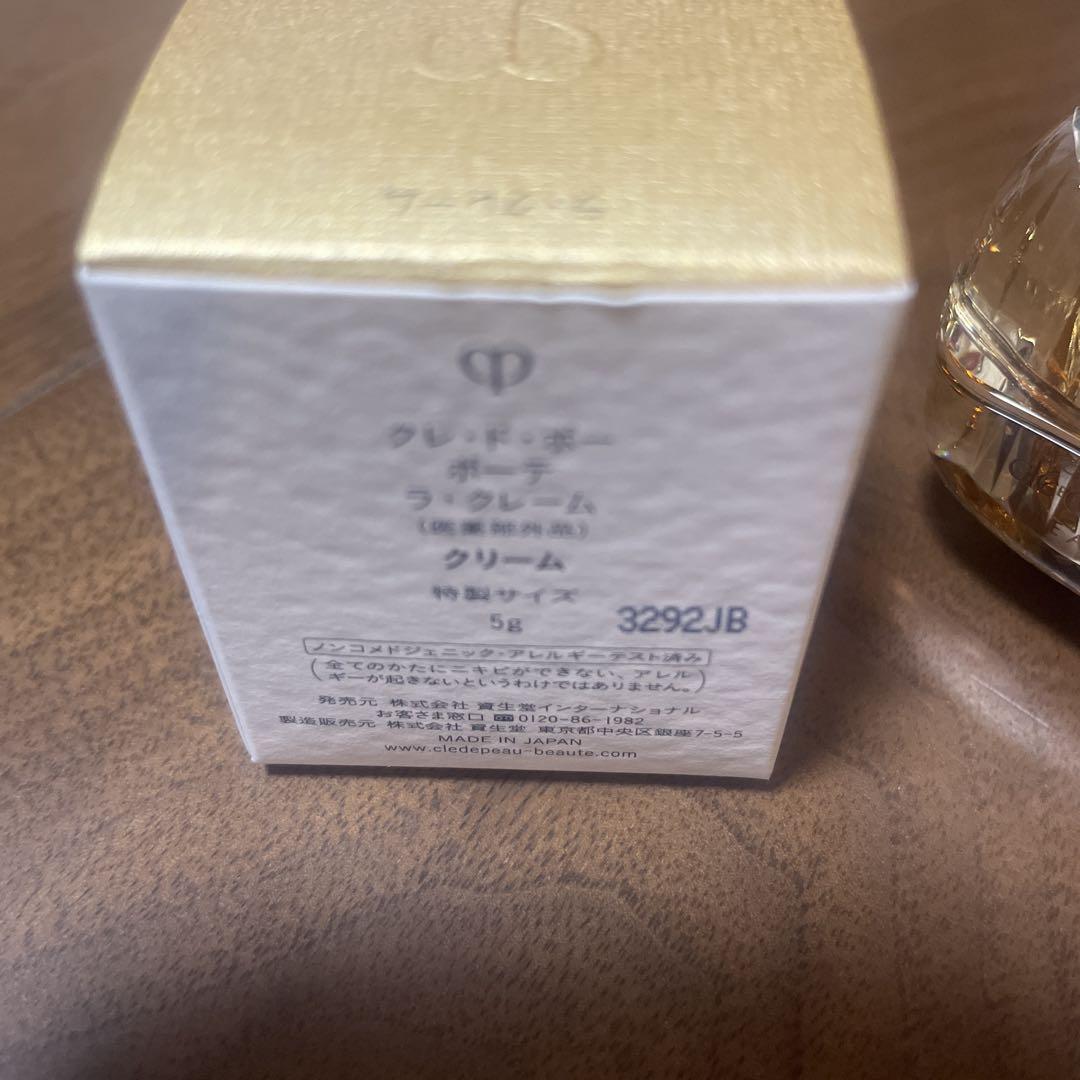 ラ・クレーム
クレ・ド・ポー
ボーテ
ラ・クレーム
(医薬部外品)
クリーム
特製サイズ
5g 3292JB
ノンコメドジェニック・アレルギーテスト済み
(全てのかたにニキビができない、アレル
ギーが起きないというわけではありません。)
発売元 株式会社 資生堂インターナショナル
お客さま窓口 0120-86-1982
製造販売元 株式会社 資生堂 東京都中央区銀座7-5-5
MADE IN JAPAN
www.cledepeau-beaute.com